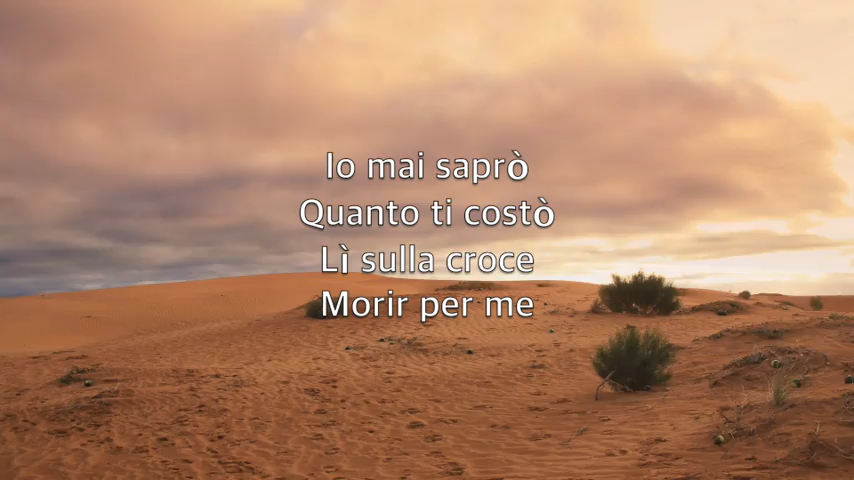 Io mai saprò
Quanto ti costò
Lì sulla croce
Morir per me